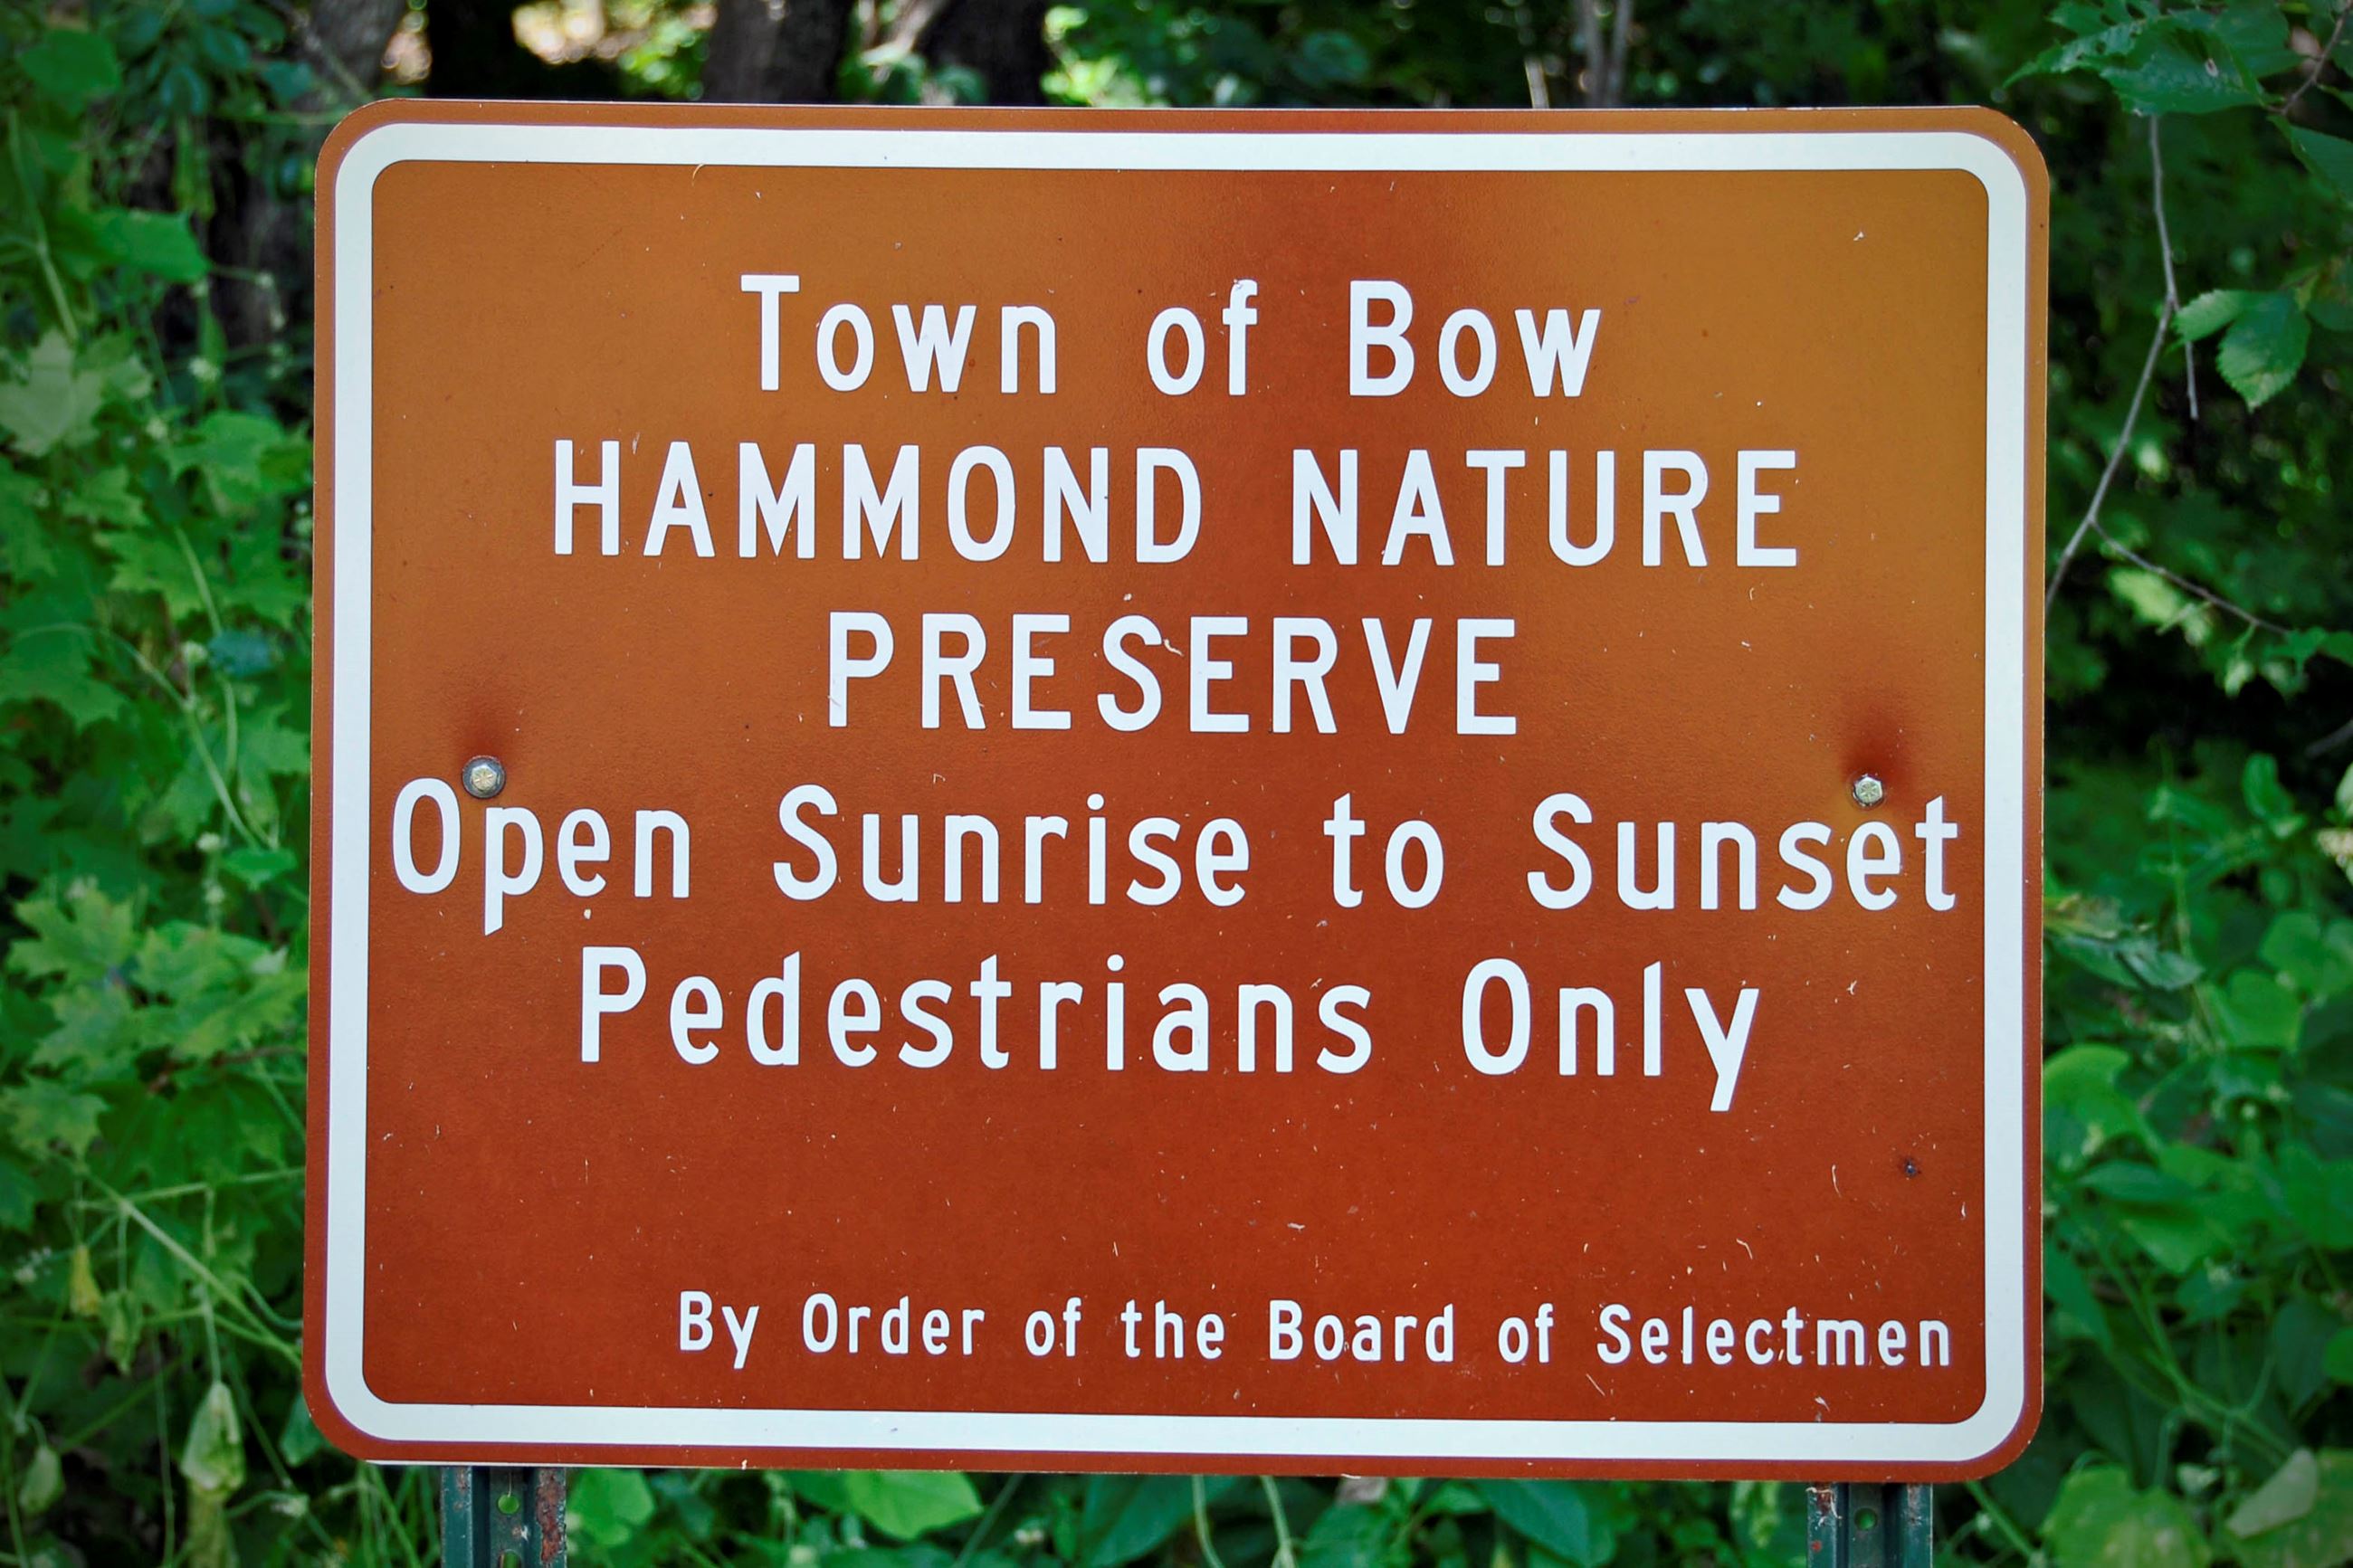 Town of Bow
HAMMOND NATURE
PRESERVE
Open Sunrise to Sunset
Pedestrians Only
By Order of the Board of Selectmen